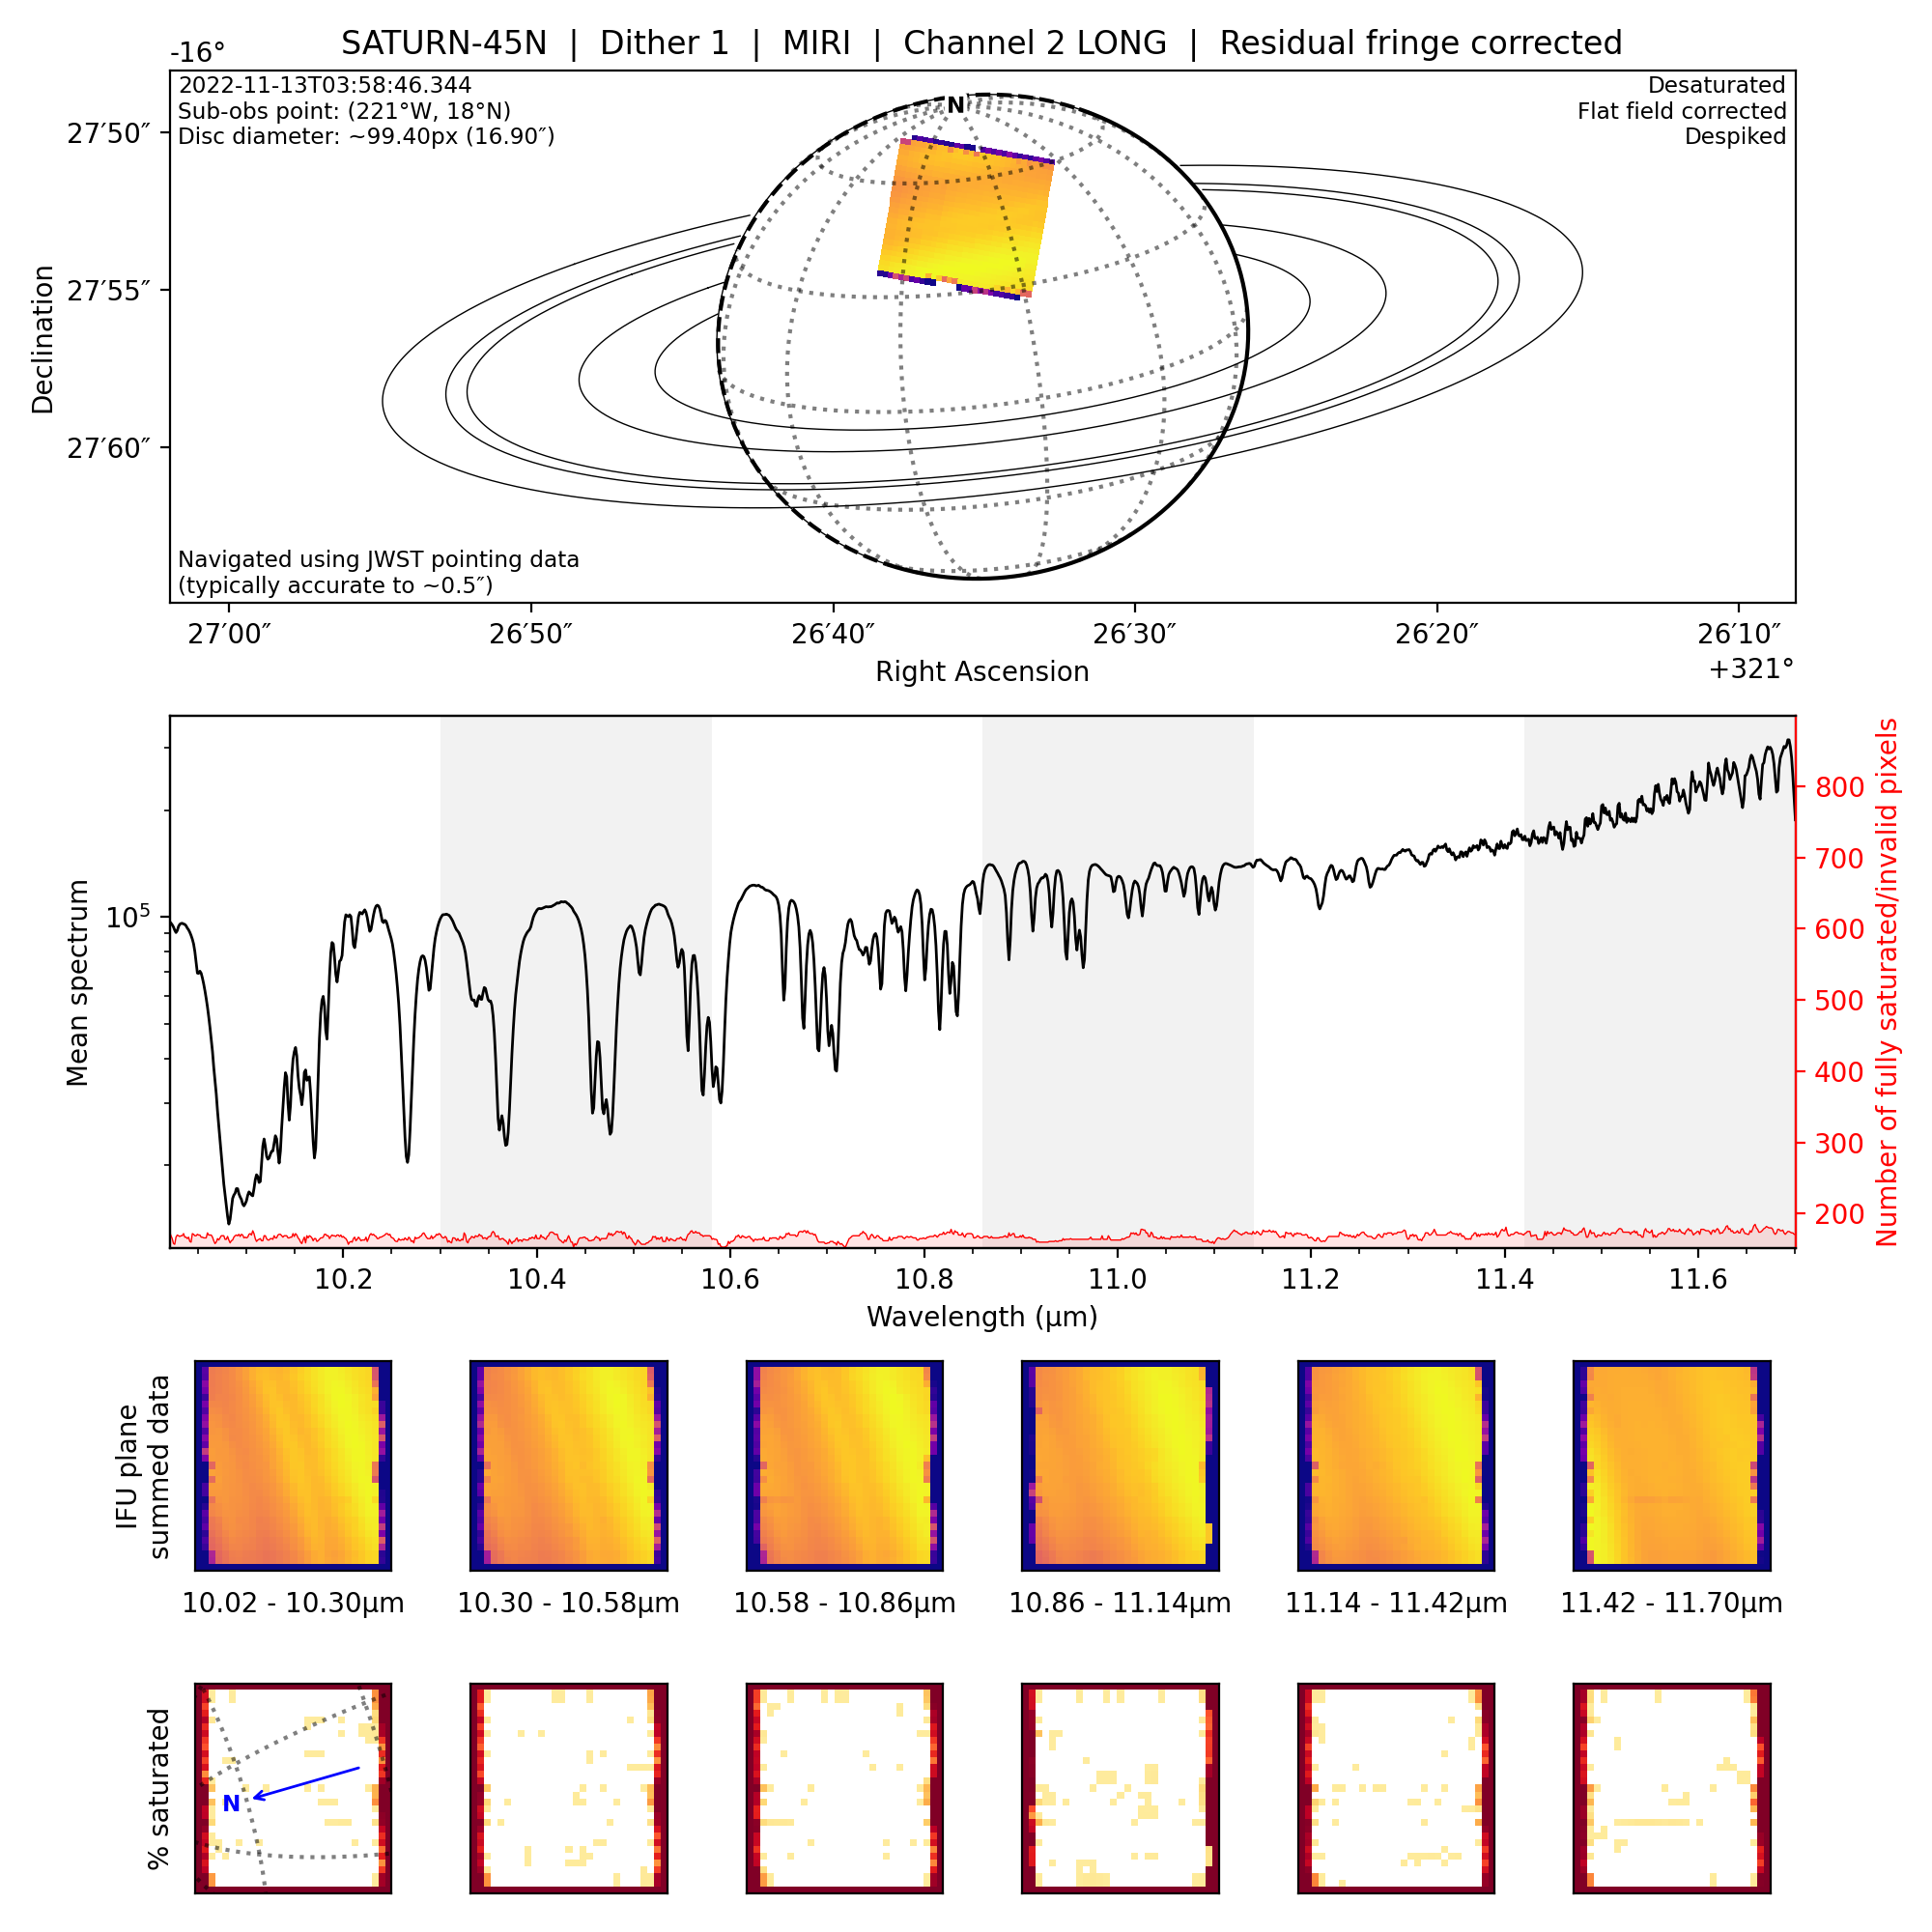 SATURN-45N | Dither 1 | MIRI | Channel 2 LONG | Residual fringe corrected
-16°
2022-11-13T03:58:46.344
Sub-obs point: (221°W, 18°N)
Disc diameter: ~99.40px (16.90″)
Desaturated
Flat field corrected
Despiked
N
27′50″
27′55″
27′60″
Declination
Navigated using JWST pointing data
(typically accurate to ~0.5″)
27′00″ 26′50″ 26′40″ 26′30″ 26′20″ 26′10″
Right Ascension
+321°
Mean spectrum
10⁵
800
700
600
500
400
300
200
Number of fully saturated/invalid pixels
10.2 10.4 10.6 10.8 11.0 11.2 11.4 11.6
Wavelength (µm)
IFU plane
summed data
10.02 - 10.30µm 10.30 - 10.58µm 10.58 - 10.86µm 10.86 - 11.14µm 11.14 - 11.42µm 11.42 - 11.70µm
% saturated
N